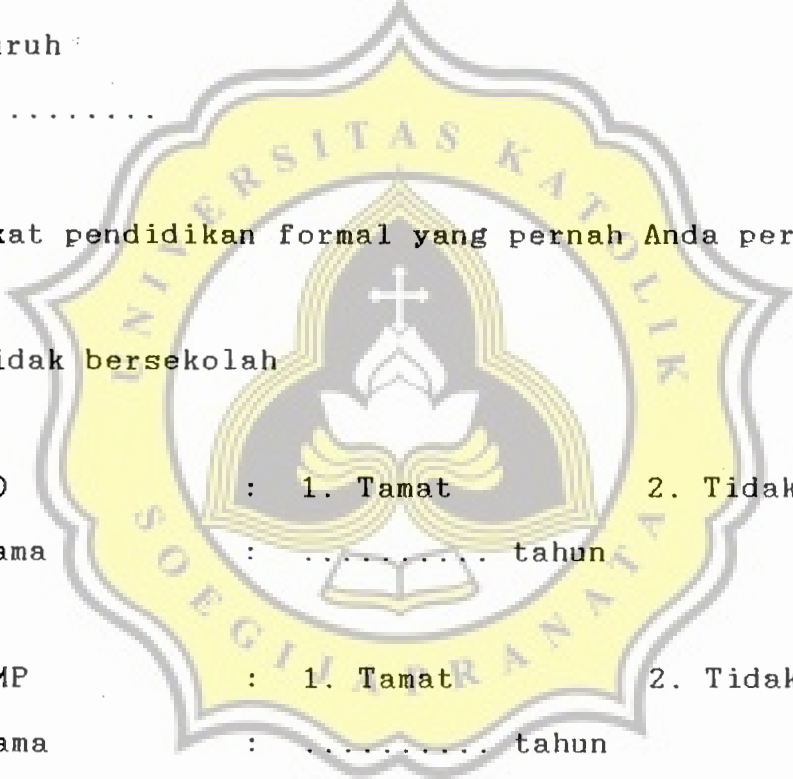 ruh
........
kat pendidikan formal yang pernah Anda per
idak bersekolah
: 1. Tamat 2. Tidak
ama : .......... tahun
MP : 1. Tamat 2. Tidak
ama : .......... tahun
UNIVERSITAS KATOLIK
SOEGIJAPRANATA